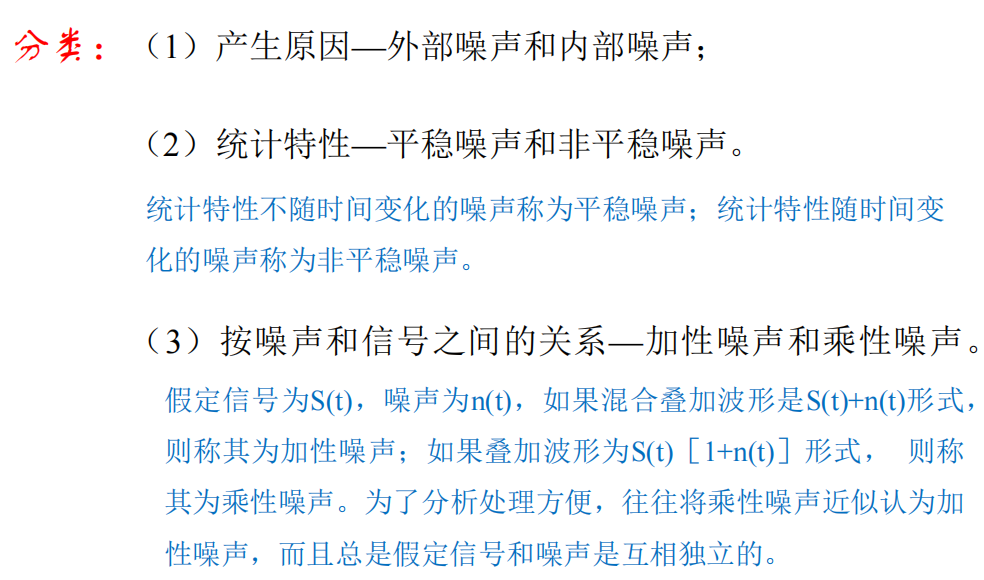 分类：（1）产生原因—外部噪声和内部噪声；
（2）统计特性—平稳噪声和非平稳噪声。
统计特性不随时间变化的噪声称为平稳噪声；统计特性随时间变
化的噪声称为非平稳噪声。
（3）按噪声和信号之间的关系—加性噪声和乘性噪声。
假定信号为S(t)，噪声为n(t)，如果混合叠加波形是S(t)+n(t)形式，
则称其为加性噪声；如果叠加波形为S(t)［1+n(t)］形式， 则称
其为乘性噪声。为了分析处理方便，往往将乘性噪声近似认为加
性噪声，而且总是假定信号和噪声是互相独立的。